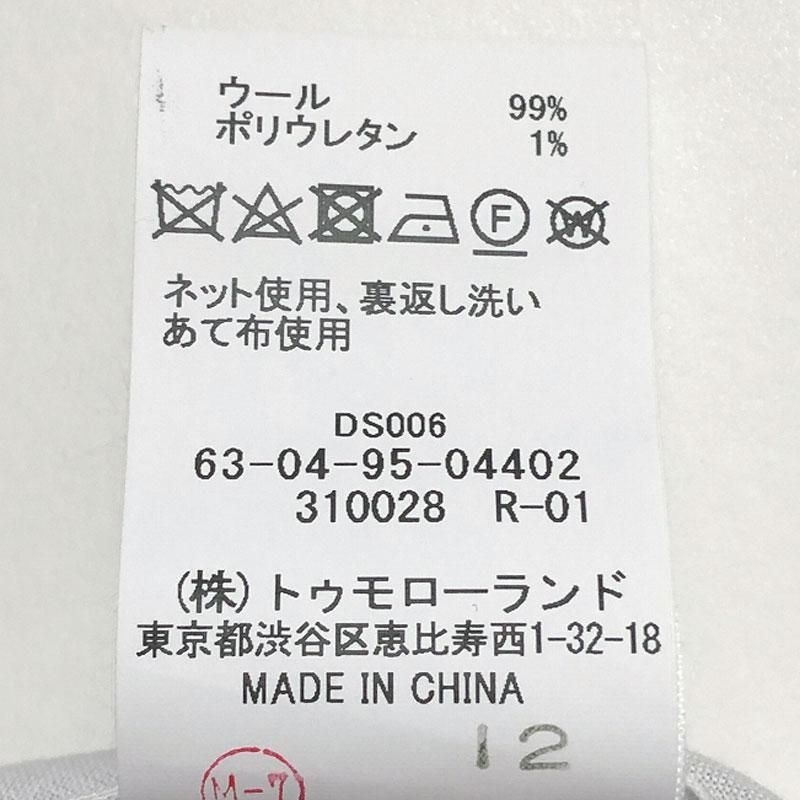 ウール 99%
ポリウレタン 1%
F W
ネット使用、裏返し洗い
あて布使用
DS006
63-04-95-04402
310028 R-01
(株)トゥモローランド
東京都渋谷区恵比寿西1-32-18
MADE IN CHINA
12
M-7